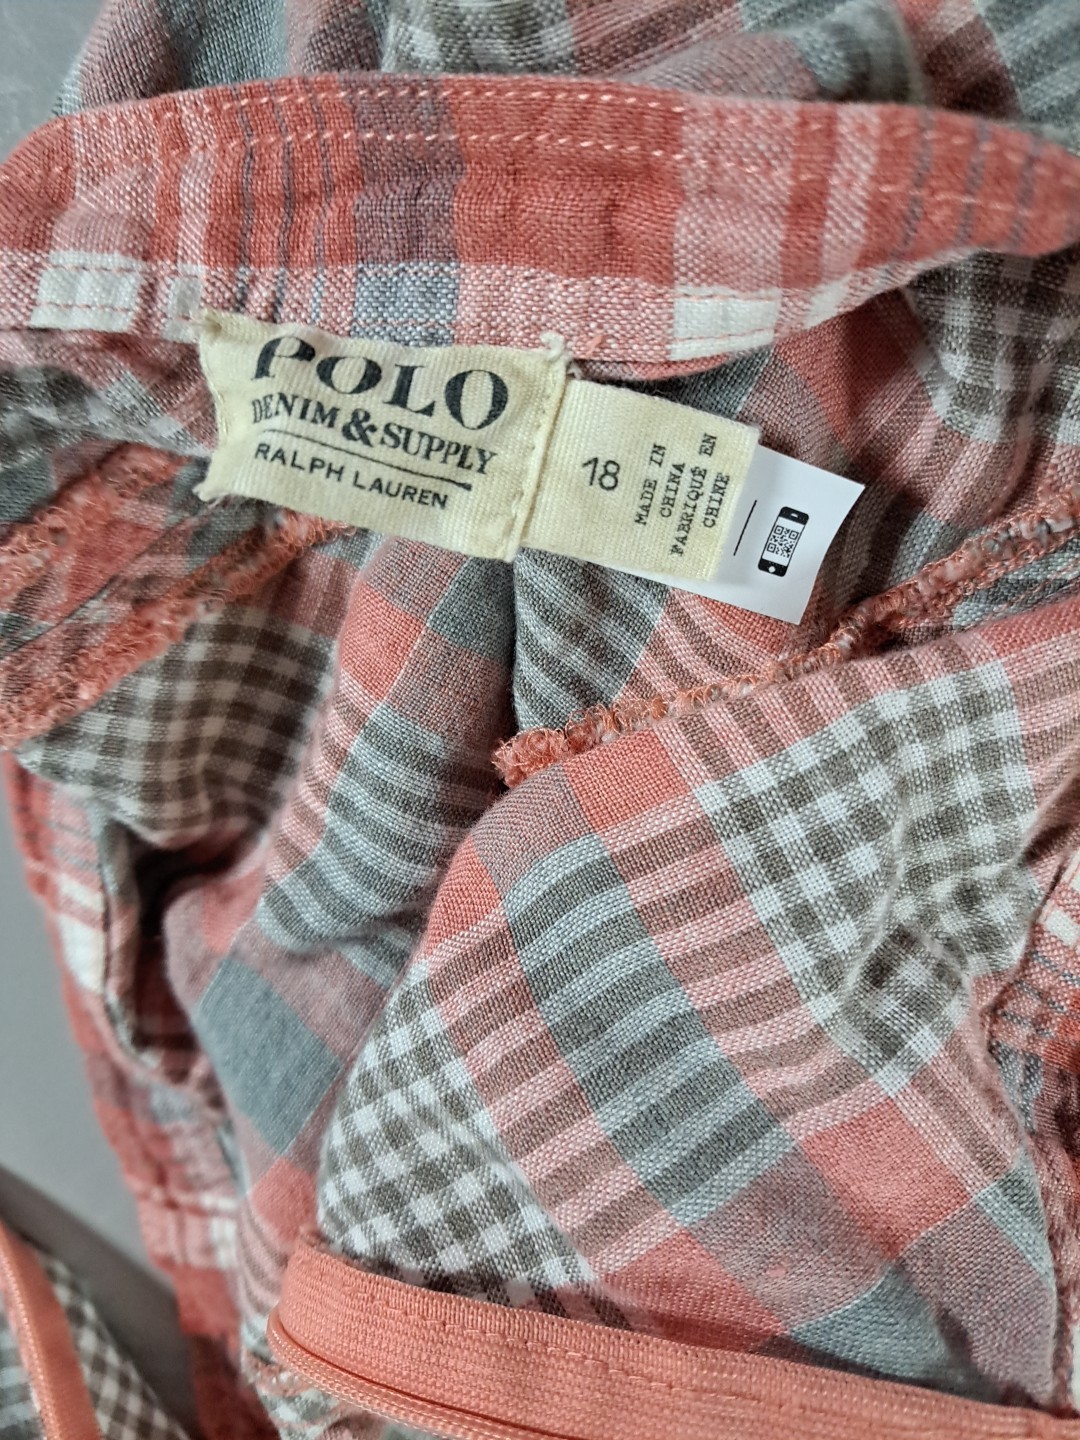 POLO
DENIM & SUPPLY
RALPH LAUREN
18
MADE IN
CHINA
FABRIQUÉ EN
CHINE